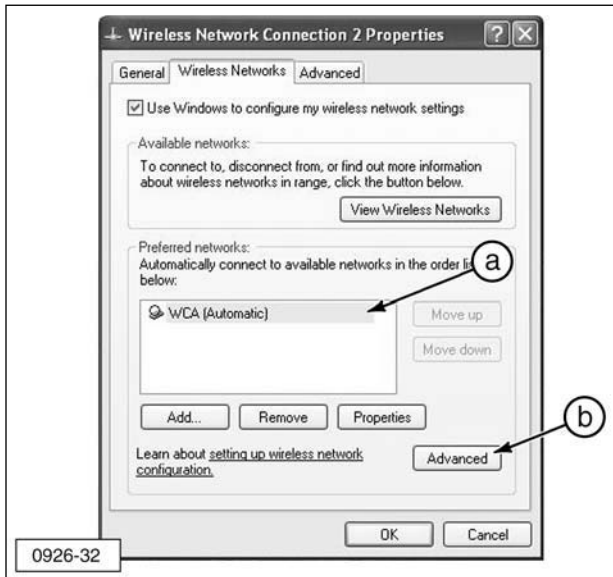 Wireless Network Connection 2 Properties
General Wireless Networks Advanced
Use Windows to configure my wireless network settings
Available networks:
To connect to, disconnect from, or find out more information
about wireless networks in range, click the button below.
View Wireless Networks
Preferred networks:
Automatically connect to available networks in the order li
below:
a
WCA (Automatic)
Move up
Move down
Add... Remove Properties
b
Learn about setting up wireless network
configuration.
Advanced
OK Cancel
0926-32